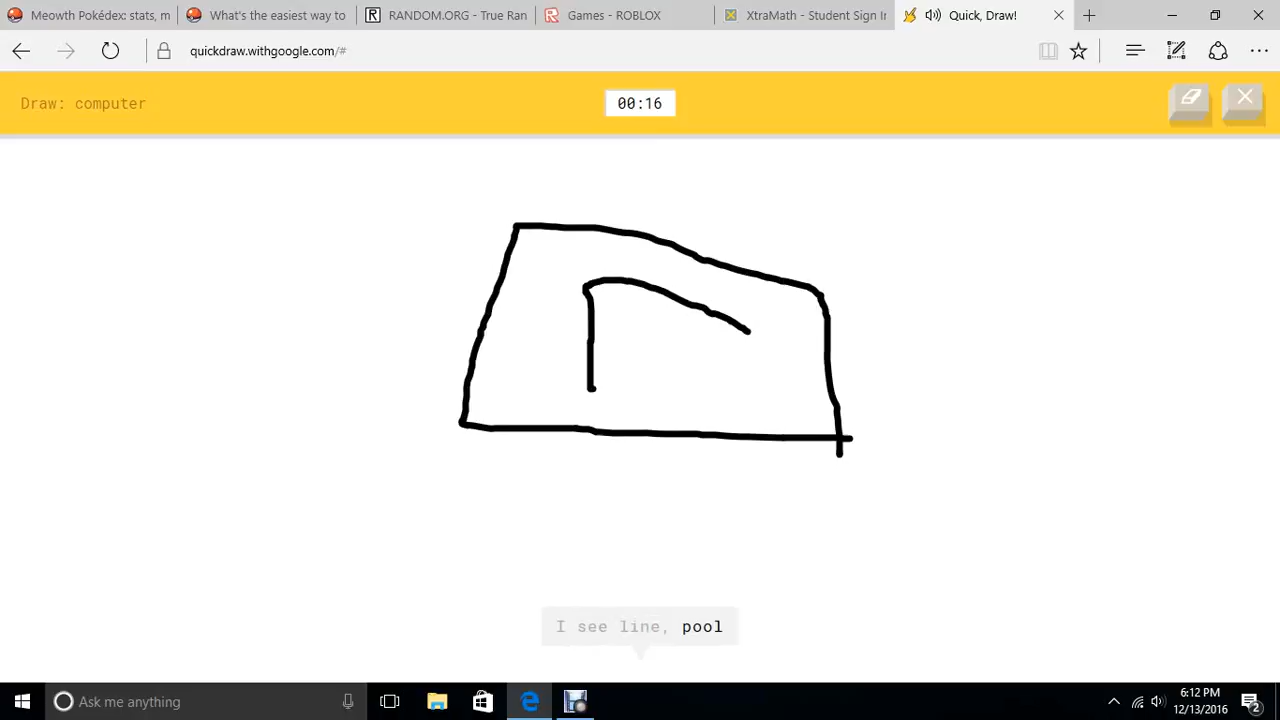 Meowth Pokédex: stats, m
What's the easiest way to
RANDOM.ORG - True Ran
Games - ROBLOX
XtraMath - Student Sign In
Quick, Draw!
quickdraw.withgoogle.com/#
Draw: computer
00:16
I see line, pool
Ask me anything
6:12 PM
12/13/2016
2